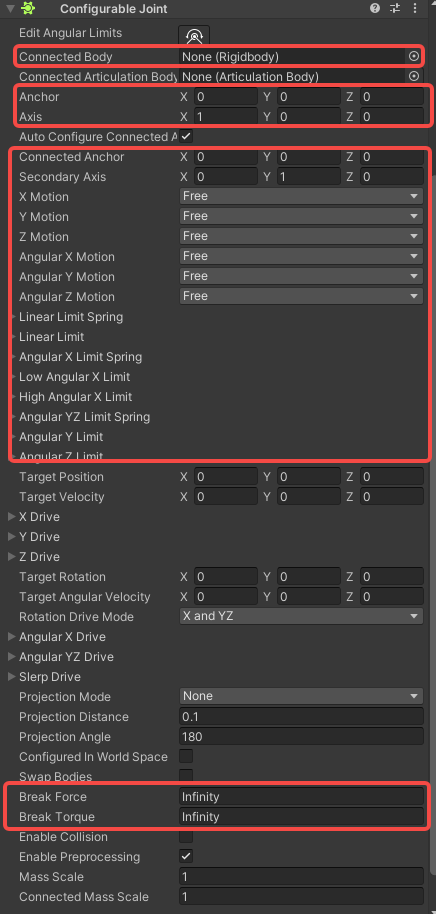 Configurable Joint
Edit Angular Limits
Connected Body None (Rigidbody)
Connected Articulation Body None (Articulation Body)
Anchor X 0 Y 0 Z 0
Axis X 1 Y 0 Z 0
Auto Configure Connected A
Connected Anchor X 0 Y 0 Z 0
Secondary Axis X 0 Y 1 Z 0
X Motion Free
Y Motion Free
Z Motion Free
Angular X Motion Free
Angular Y Motion Free
Angular Z Motion Free
Linear Limit Spring
Linear Limit
Angular X Limit Spring
Low Angular X Limit
High Angular X Limit
Angular YZ Limit Spring
Angular Y Limit
Angular Z Limit
Target Position X 0 Y 0 Z 0
Target Velocity X 0 Y 0 Z 0
X Drive
Y Drive
Z Drive
Target Rotation X 0 Y 0 Z 0
Target Angular Velocity X 0 Y 0 Z 0
Rotation Drive Mode X and YZ
Angular X Drive
Angular YZ Drive
Slerp Drive
Projection Mode None
Projection Distance 0.1
Projection Angle 180
Configured In World Space
Swap Bodies
Break Force Infinity
Break Torque Infinity
Enable Collision
Enable Preprocessing
Mass Scale 1
Connected Mass Scale 1